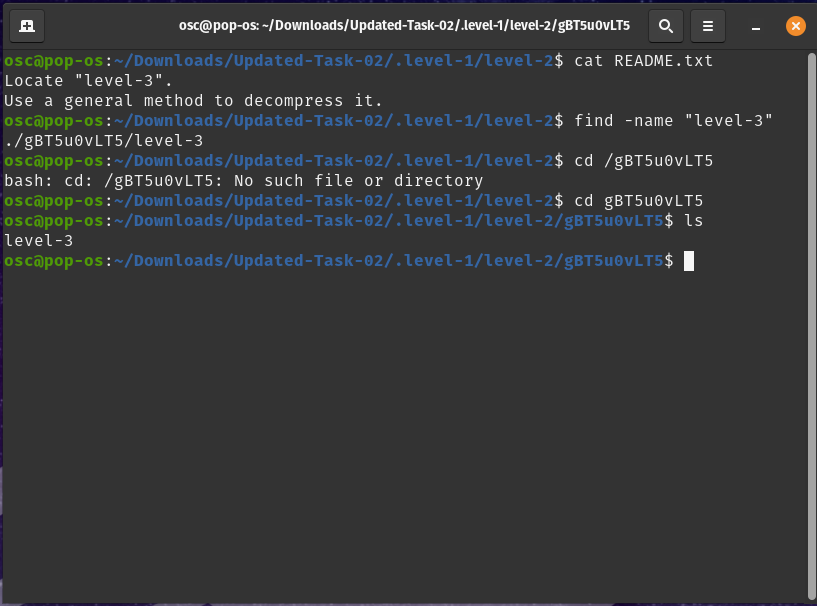 osc@pop-os: ~/Downloads/Updated-Task-02/.level-1/level-2/gBT5u0vLT5
osc@pop-os:~/Downloads/Updated-Task-02/.level-1/level-2$ cat README.txt
Locate "level-3".
Use a general method to decompress it.
osc@pop-os:~/Downloads/Updated-Task-02/.level-1/level-2$ find -name "level-3"
./gBT5u0vLT5/level-3
osc@pop-os:~/Downloads/Updated-Task-02/.level-1/level-2$ cd /gBT5u0vLT5
bash: cd: /gBT5u0vLT5: No such file or directory
osc@pop-os:~/Downloads/Updated-Task-02/.level-1/level-2$ cd gBT5u0vLT5
osc@pop-os:~/Downloads/Updated-Task-02/.level-1/level-2/gBT5u0vLT5$ ls
level-3
osc@pop-os:~/Downloads/Updated-Task-02/.level-1/level-2/gBT5u0vLT5$